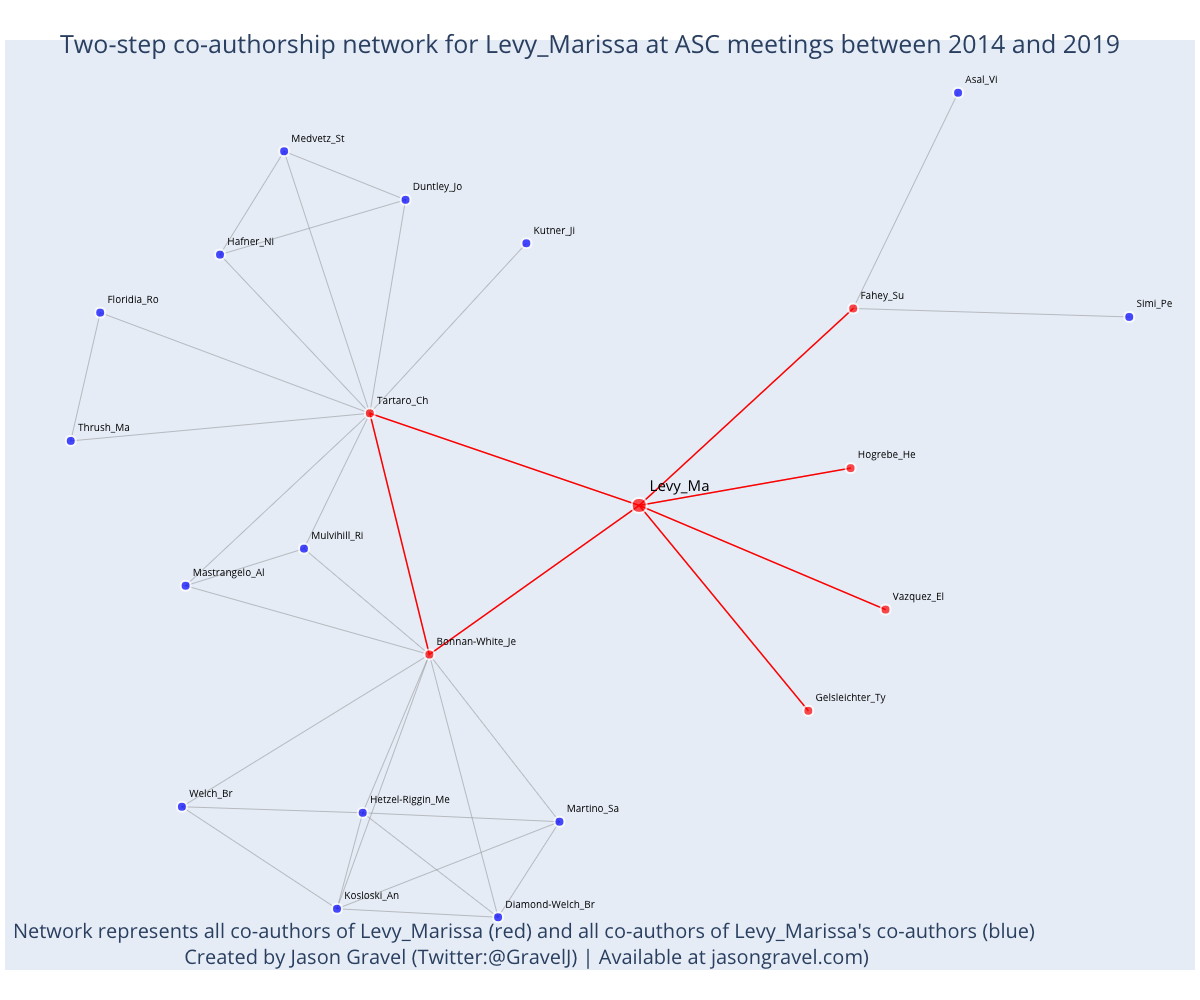 Two-step co-authorship network for Levy_Marissa at ASC meetings between 2014 and 2019
Asal_Vi
Medvetz_St
Duntley_Jo
Kutner_Ji
Hafner_Ni
Fahey_Su
Floridia_Ro
Simi_Pe
Tartaro_Ch
Thrush_Ma
Hogrebe_He
Levy_Ma
Mulvihill_Ri
Mastrangelo_Al
Vazquez_El
Bonnan-White_Je
Gelsleichter_Ty
Welch_Br
Hetzel-Riggin_Me
Martino_Sa
Kosloski_An
Diamond-Welch_Br
Network represents all co-authors of Levy_Marissa (red) and all co-authors of Levy_Marissa's co-authors (blue)
Created by Jason Gravel (Twitter:@GravelJ) | Available at jasongravel.com)